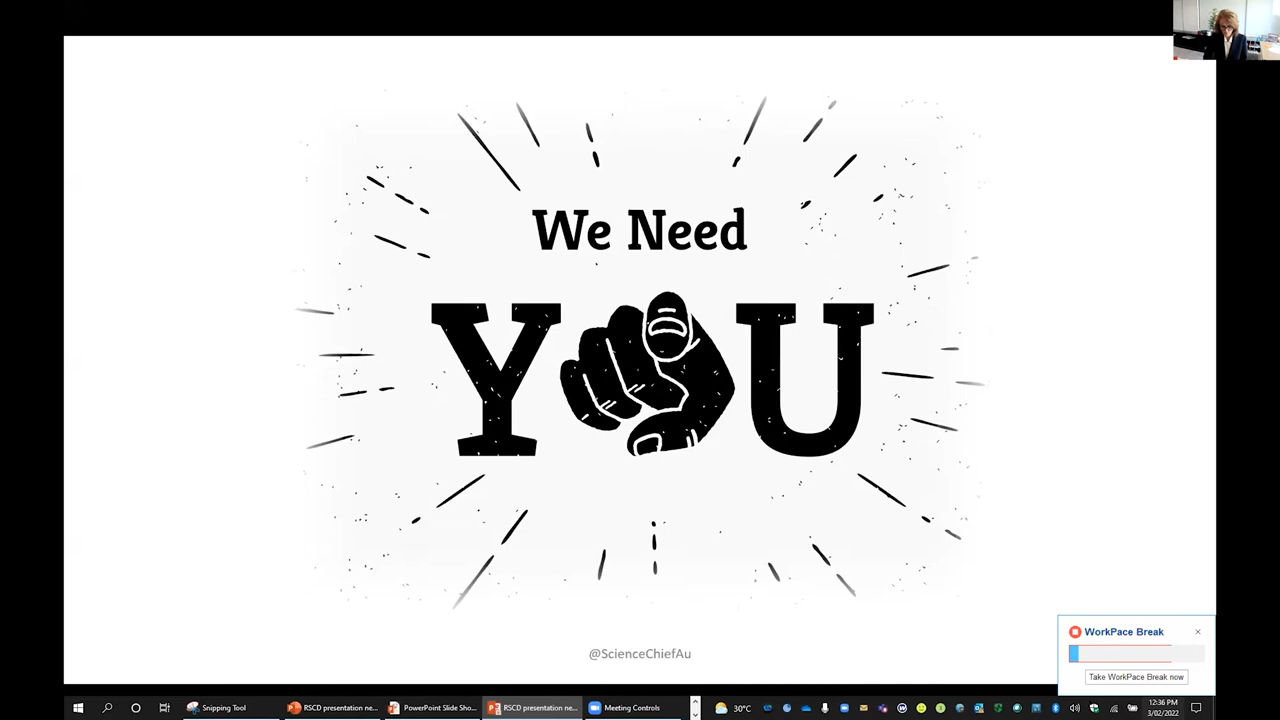 We Need
YOU
@ScienceChiefAu
WorkPace Break
Take WorkPace Break now
Snipping Tool
RSCD presentation ne...
PowerPoint Slide Sho...
RSCD presentation ne...
Meeting Controls
30°C
12:36 PM
3/02/2022